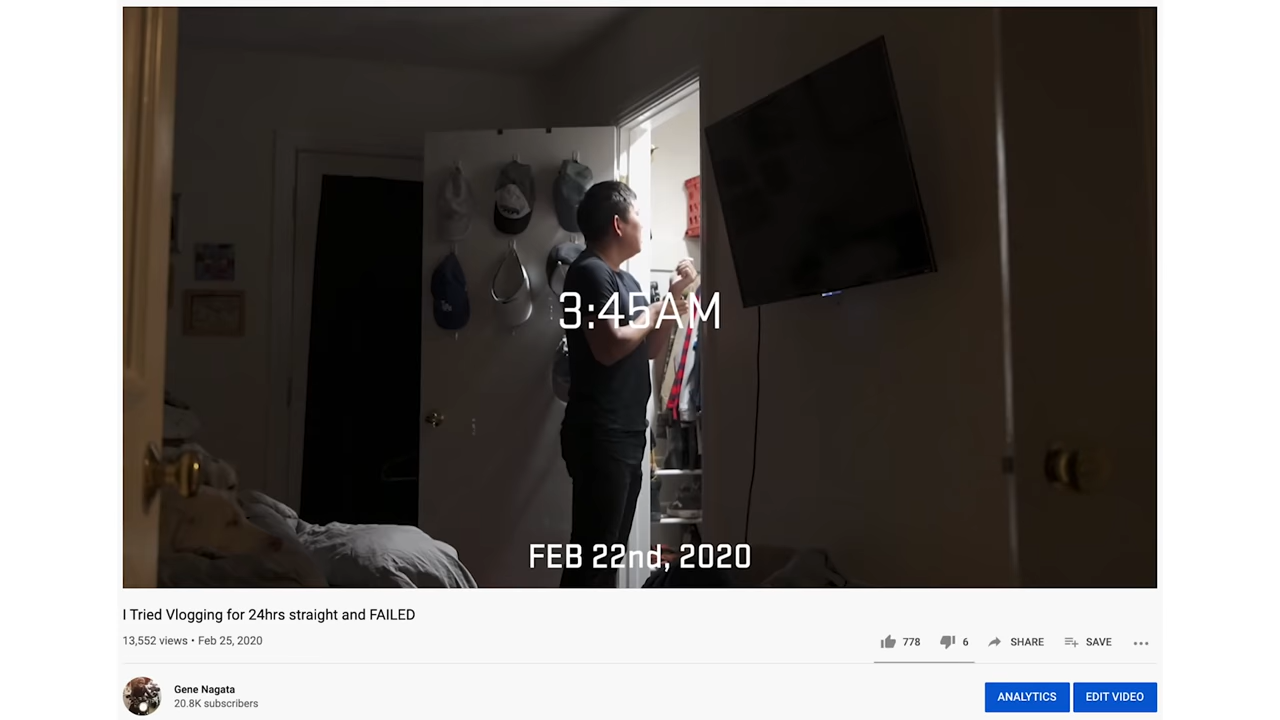 3:45AM
FEB 22nd, 2020
I Tried Vlogging for 24hrs straight and FAILED
13,552 views • Feb 25, 2020
778 6 SHARE SAVE
Gene Nagata
20.8K subscribers
ANALYTICS EDIT VIDEO